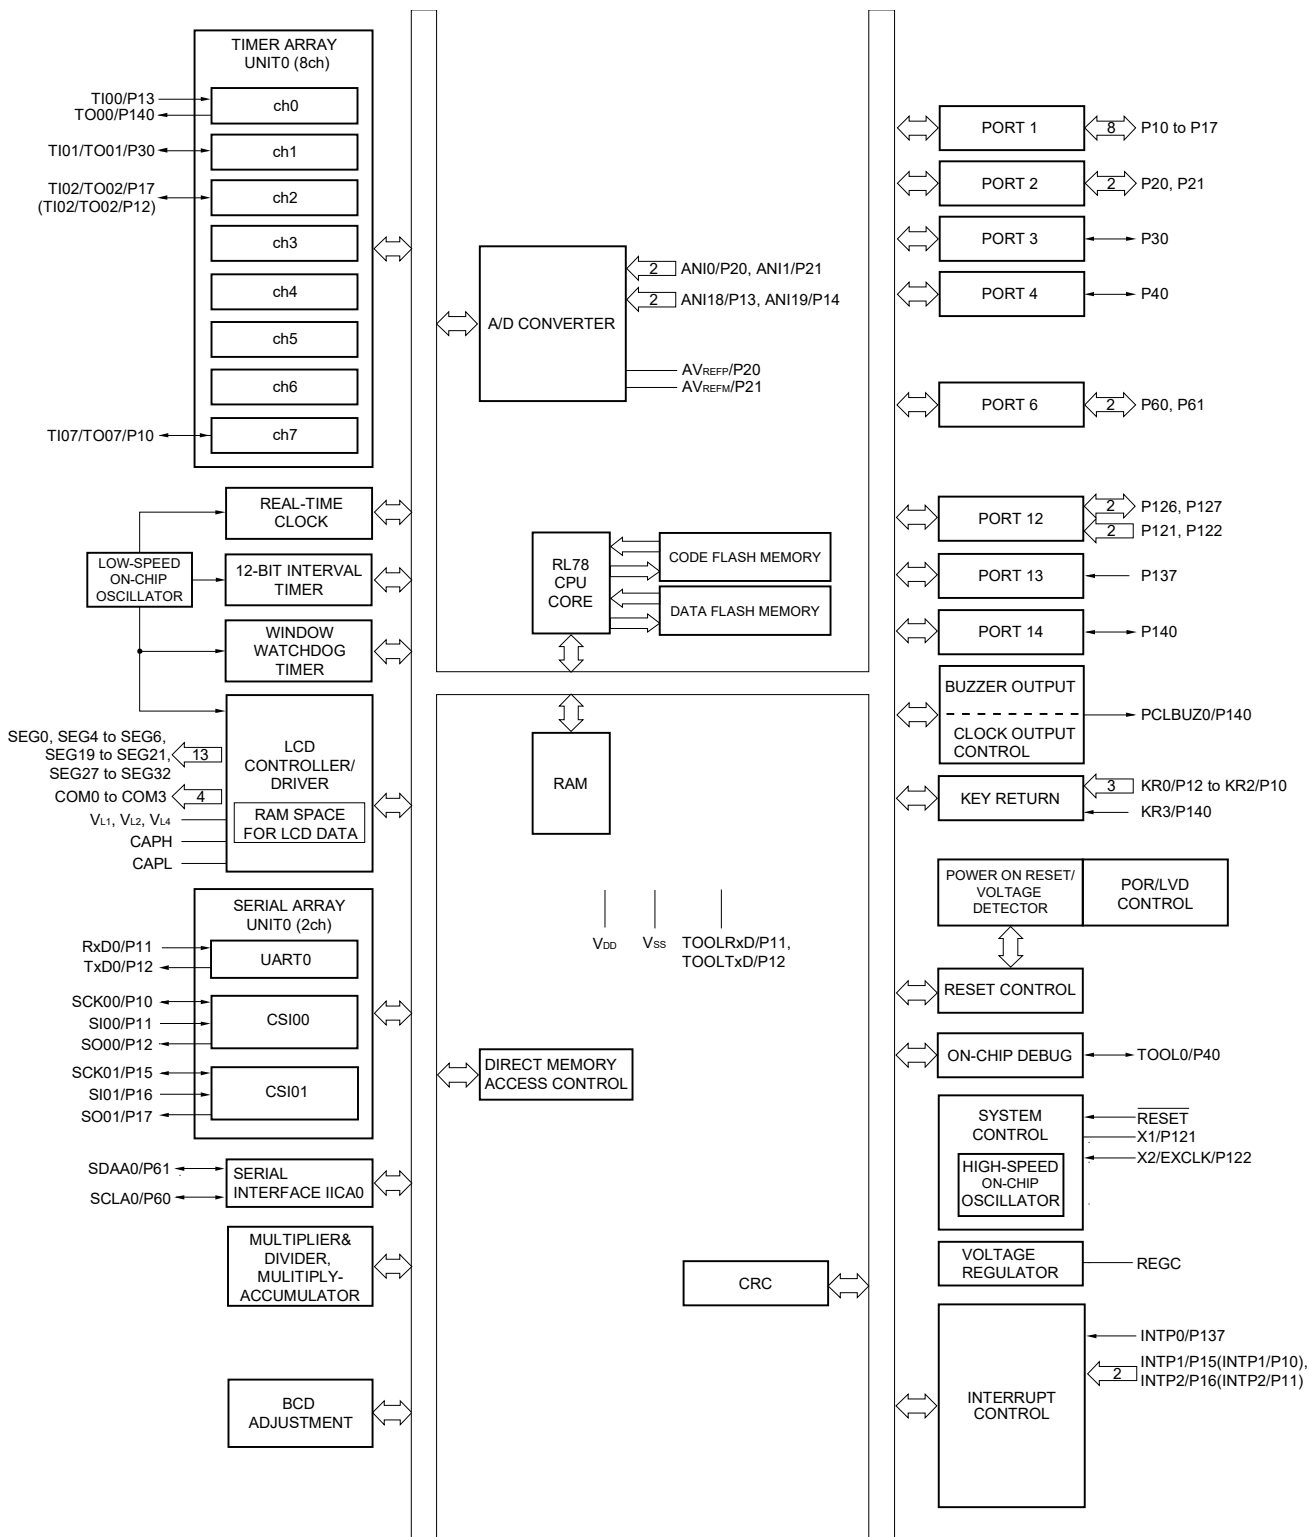 TIMER ARRAY
UNIT0 (8ch)
TI00/P13
TO00/P140
ch0
TI01/TO01/P30
ch1
TI02/TO02/P17
(TI02/TO02/P12)
ch2
ch3
ch4
ch5
ch6
TI07/TO07/P10
ch7
REAL-TIME
CLOCK
LOW-SPEED
ON-CHIP
OSCILLATOR
12-BIT INTERVAL
TIMER
WINDOW
WATCHDOG
TIMER
SEG0, SEG4 to SEG6,
SEG19 to SEG21,
SEG27 to SEG32
13
COM0 to COM3
4
VL1, VL2, VL4
CAPH
CAPL
LCD
CONTROLLER/
DRIVER
RAM SPACE
FOR LCD DATA
SERIAL ARRAY
UNIT0 (2ch)
RxD0/P11
TxD0/P12
UART0
SCK00/P10
SI00/P11
SO00/P12
CSI00
SCK01/P15
SI01/P16
SO01/P17
CSI01
SDAA0/P61
SCLA0/P60
SERIAL
INTERFACE IICA0
MULTIPLIER&
DIVIDER,
MULITIPLY-
ACCUMULATOR
BCD
ADJUSTMENT
A/D CONVERTER
2
ANI0/P20, ANI1/P21
2
ANI18/P13, ANI19/P14
AVREFP/P20
AVREFM/P21
RL78
CPU
CORE
CODE FLASH MEMORY
DATA FLASH MEMORY
RAM
VDD
VSS
TOOLRxD/P11,
TOOLTxD/P12
DIRECT MEMORY
ACCESS CONTROL
CRC
PORT 1
8
P10 to P17
PORT 2
2
P20, P21
PORT 3
P30
PORT 4
P40
PORT 6
2
P60, P61
PORT 12
2
P126, P127
2
P121, P122
PORT 13
P137
PORT 14
P140
BUZZER OUTPUT
CLOCK OUTPUT
CONTROL
PCLBUZ0/P140
KEY RETURN
3
KR0/P12 to KR2/P10
KR3/P140
POWER ON RESET/
VOLTAGE
DETECTOR
POR/LVD
CONTROL
RESET CONTROL
ON-CHIP DEBUG
TOOL0/P40
SYSTEM
CONTROL
HIGH-SPEED
ON-CHIP
OSCILLATOR
RESET
X1/P121
X2/EXCLK/P122
VOLTAGE
REGULATOR
REGC
INTERRUPT
CONTROL
INTP0/P137
2
INTP1/P15(INTP1/P10),
INTP2/P16(INTP2/P11)